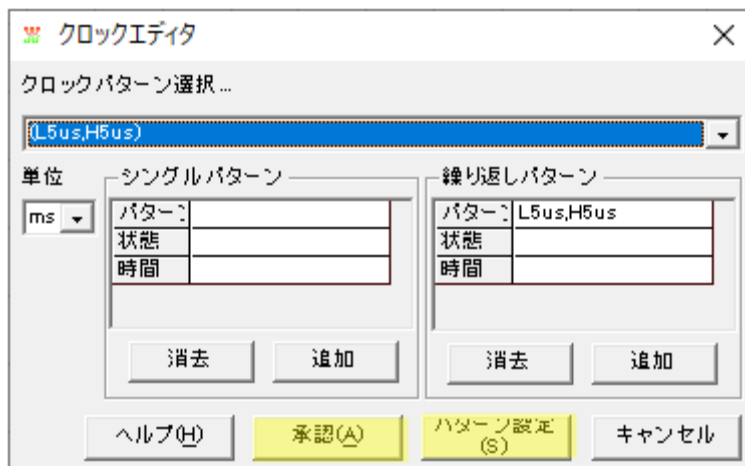 クロックエディタ
クロックパターン選択...
(L5us,H5us)
単位
ms
シングルパターン
パターン
状態
時間
消去
追加
繰り返しパターン
パターン L5us,H5us
状態
時間
消去
追加
ヘルプ(H)
承認(A)
パターン設定
(S)
キャンセル